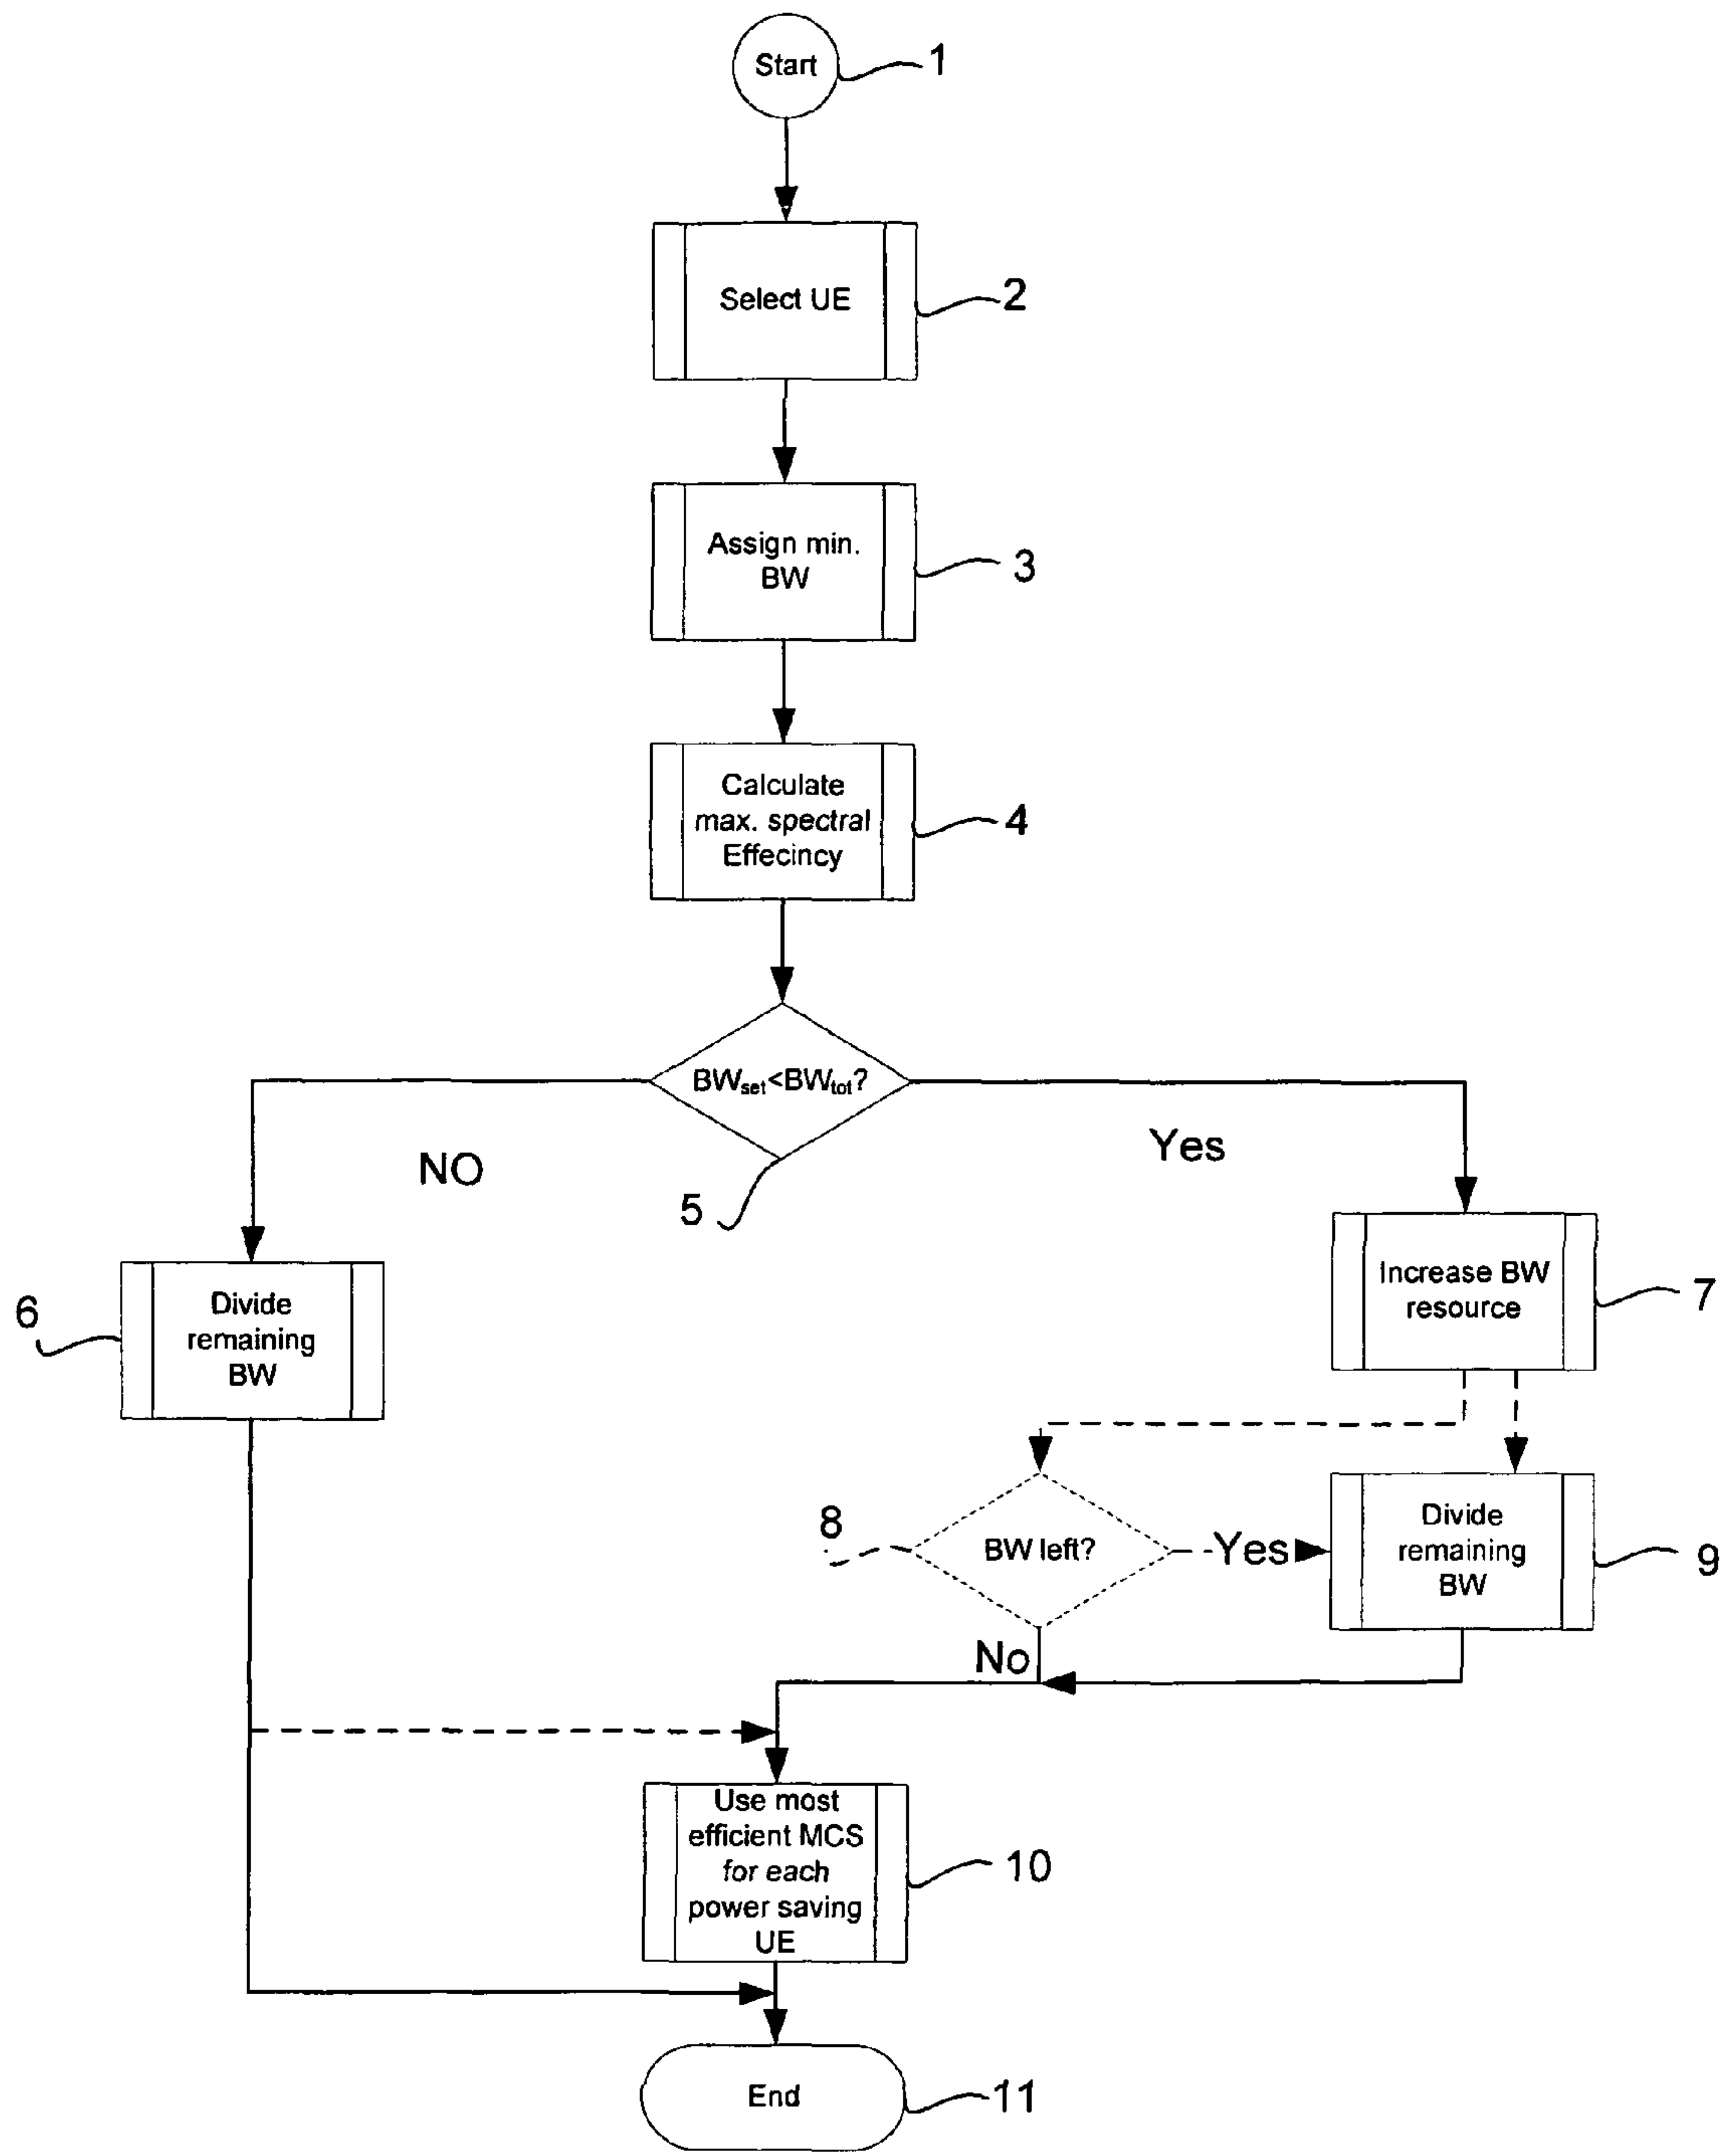 Start
1
Select UE
2
Assign min.
BW
3
Calculate
max. spectral
Effecincy
4
BWset<BWtot?
NO
Yes
5
Divide
remaining
BW
6
Increase BW
resource
7
8
BW left?
Yes
Divide
remaining
BW
9
No
Use most
efficient MCS
for each
power saving
UE
10
End
11